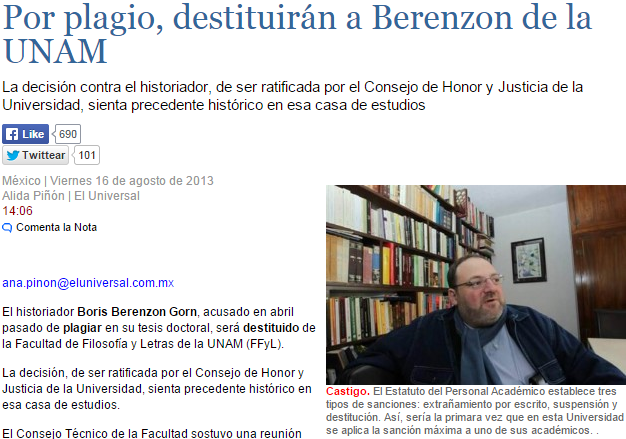 Por plagio, destituirán a Berenzon de la
UNAM
La decisión contra el historiador, de ser ratificada por el Consejo de Honor y Justicia de la
Universidad, sienta precedente histórico en esa casa de estudios
Like 690
Twittear 101
México | Viernes 16 de agosto de 2013
Alida Piñón | El Universal
14:06
Comenta la Nota
ana.pinon@eluniversal.com.mx
El historiador Boris Berenzon Gorn, acusado en abril
pasado de plagiar en su tesis doctoral, será destituido de
la Facultad de Filosofía y Letras de la UNAM (FFyL).
La decisión, de ser ratificada por el Consejo de Honor y
Justicia de la Universidad, sienta precedente histórico en
esa casa de estudios.
El Consejo Técnico de la Facultad sostuvo una reunión
Castigo. El Estatuto del Personal Académico establece tres
tipos de sanciones: extrañamiento por escrito, suspensión y
destitución. Así, sería la primara vez que en esta Universidad
se aplica la sanción máxima a uno de sus académicos. .